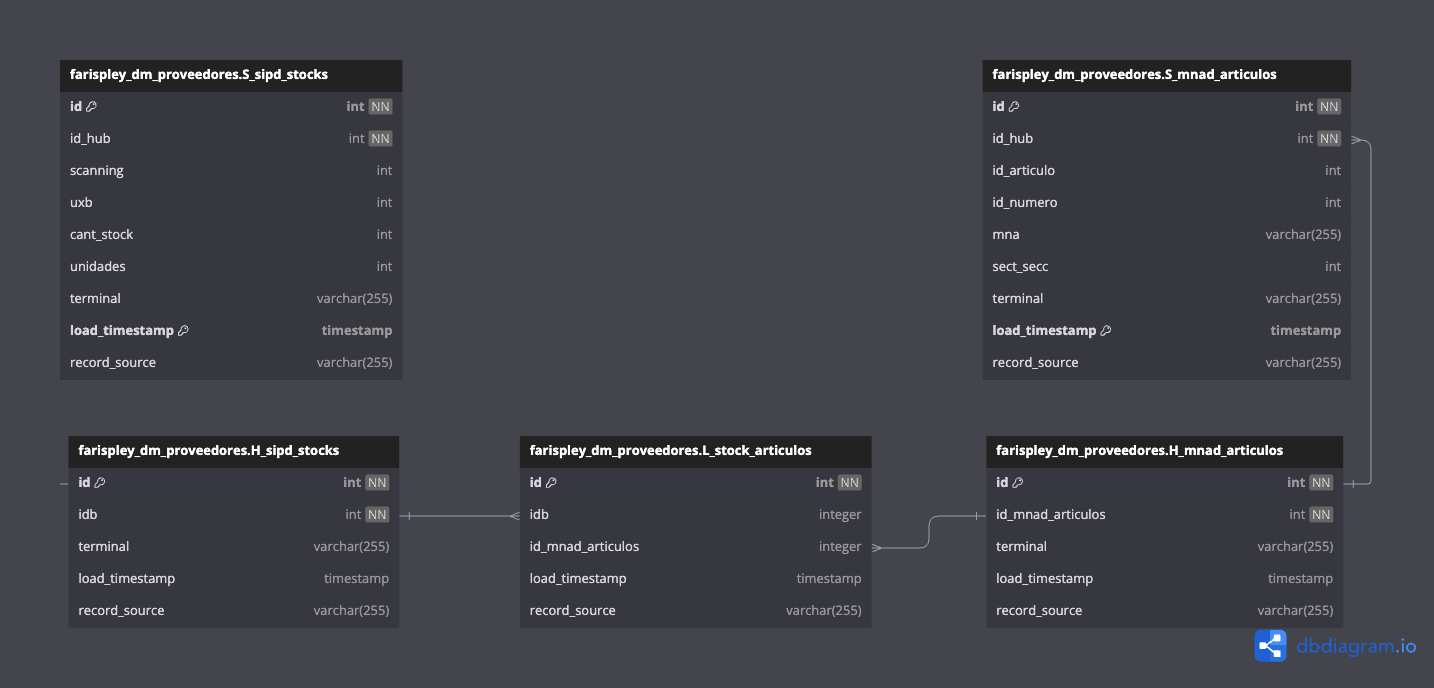 farispley_dm_proveedores.S_sipd_stocks
id int NN
id_hub int NN
scanning int
uxb int
cant_stock int
unidades int
terminal varchar(255)
load_timestamp timestamp
record_source varchar(255)
farispley_dm_proveedores.S_mnad_articulos
id int NN
id_hub int NN
id_articulo int
id_numero int
mna varchar(255)
sect_secc int
terminal varchar(255)
load_timestamp timestamp
record_source varchar(255)
farispley_dm_proveedores.H_sipd_stocks
id int NN
idb int NN
terminal varchar(255)
load_timestamp timestamp
record_source varchar(255)
farispley_dm_proveedores.L_stock_articulos
id int NN
idb integer
id_mnad_articulos integer
load_timestamp timestamp
record_source varchar(255)
farispley_dm_proveedores.H_mnad_articulos
id int NN
id_mnad_articulos int NN
terminal varchar(255)
load_timestamp timestamp
record_source varchar(255)
dbdiagram.io